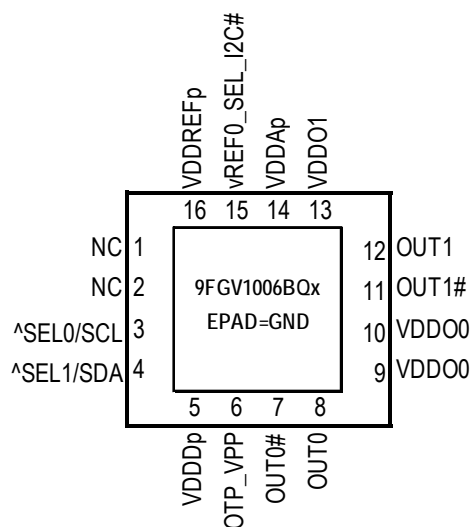 VDDREFp
vREF0_SEL_I2C#
VDDAp
VDDO1
16 15 14 13
NC 1
NC 2
^SEL0/SCL 3
^SEL1/SDA 4
9FGV1006BQx
EPAD=GND
12 OUT1
11 OUT1#
10 VDDO0
9 VDDO0
5 6 7 8
VDDDp
OTP_VPP
OUT0#
OUT0